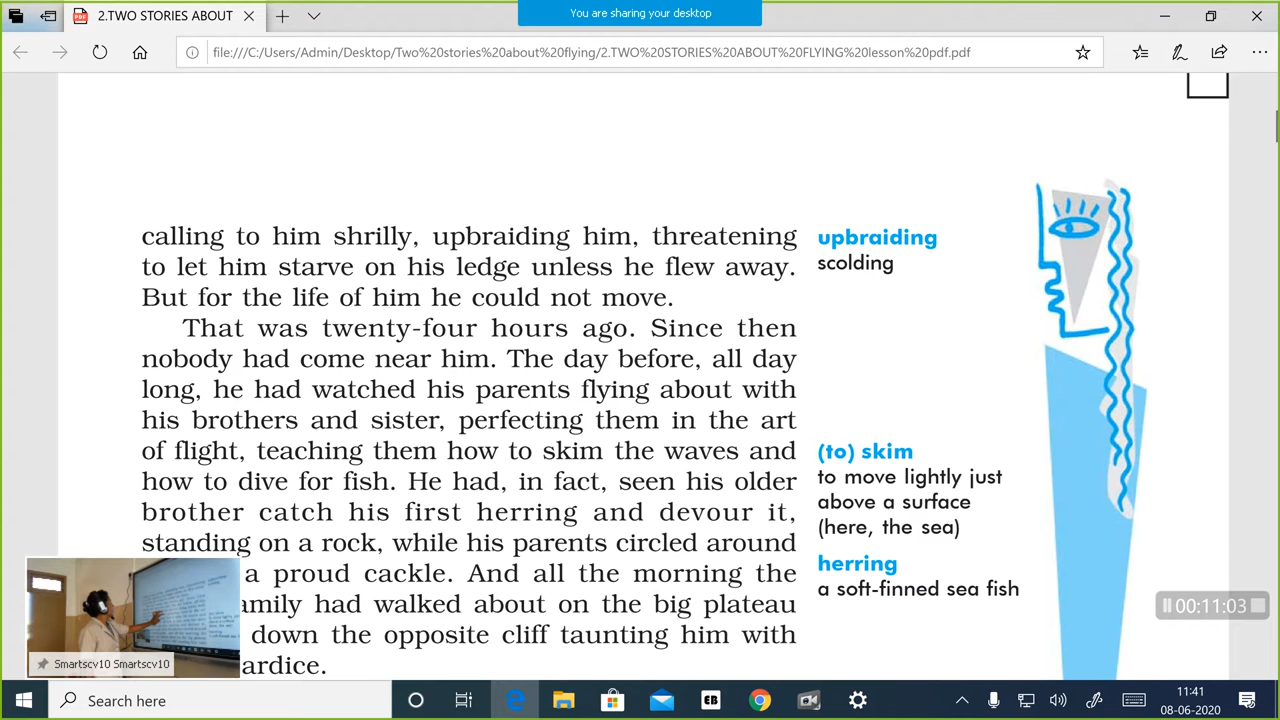 2.TWO STORIES ABOUT
You are sharing your desktop
file:///C:/Users/Admin/Desktop/Two%20stories%20about%20flying/2.TWO%20STORIES%20ABOUT%20FLYING%20lesson%20pdf.pdf
calling to him shrilly, upbraiding him, threatening
to let him starve on his ledge unless he flew away.
But for the life of him he could not move.
That was twenty-four hours ago. Since then
nobody had come near him. The day before, all day
long, he had watched his parents flying about with
his brothers and sister, perfecting them in the art
of flight, teaching them how to skim the waves and
how to dive for fish. He had, in fact, seen his older
brother catch his first herring and devour it,
standing on a rock, while his parents circled around
a proud cackle. And all the morning the
amily had walked about on the big plateau
down the opposite cliff taunting him with
ardice.
upbraiding
scolding
(to) skim
to move lightly just
above a surface
(here, the sea)
herring
a soft-finned sea fish
00:11:03
Smartscv10 Smartscv10
Search here
EB
11:41
08-06-2020